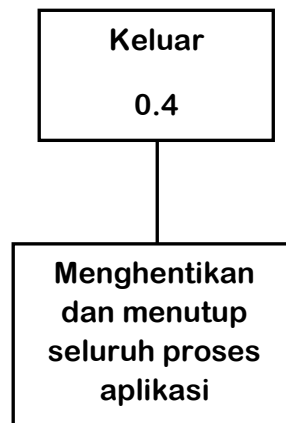 Keluar
0.4
Menghentikan
dan menutup
seluruh proses
aplikasi